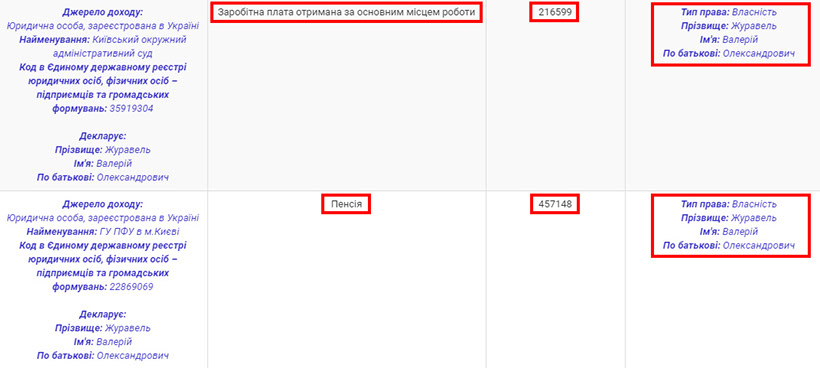 Джерело доходу:
Юридична особа, зареєстрована в Україні
Найменування: Київський окружний
адміністративний суд
Код в Єдиному державному реєстрі
юридичних осіб, фізичних осіб –
підприємців та громадських
формувань: 35919304
Декларує:
Прізвище: Журавель
Ім'я: Валерій
По батькові: Олександрович
Заробітна плата отримана за основним місцем роботи
216599
Тип права: Власність
Прізвище: Журавель
Ім'я: Валерій
По батькові: Олександрович
Джерело доходу:
Юридична особа, зареєстрована в Україні
Найменування: ГУ ПФУ в м.Києві
Код в Єдиному державному реєстрі
юридичних осіб, фізичних осіб –
підприємців та громадських
формувань: 22869069
Декларує:
Прізвище: Журавель
Ім'я: Валерій
По батькові: Олександрович
Пенсія
457148
Тип права: Власність
Прізвище: Журавель
Ім'я: Валерій
По батькові: Олександрович